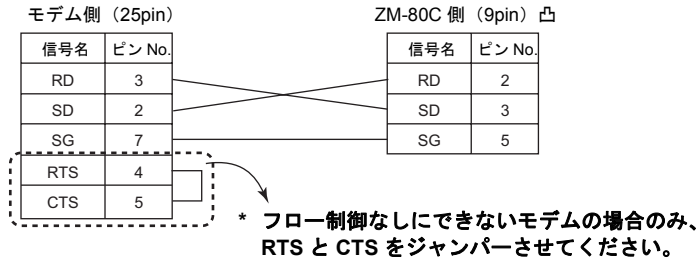 モデム側（25pin） ZM-80C 側（9pin）凸
信号名 ピン No. 信号名 ピン No.
RD 3 RD 2
SD 2 SD 3
SG 7 SG 5
RTS 4
CTS 5
* フロー制御なしにできないモデムの場合のみ、
RTS と CTS をジャンパーさせてください。